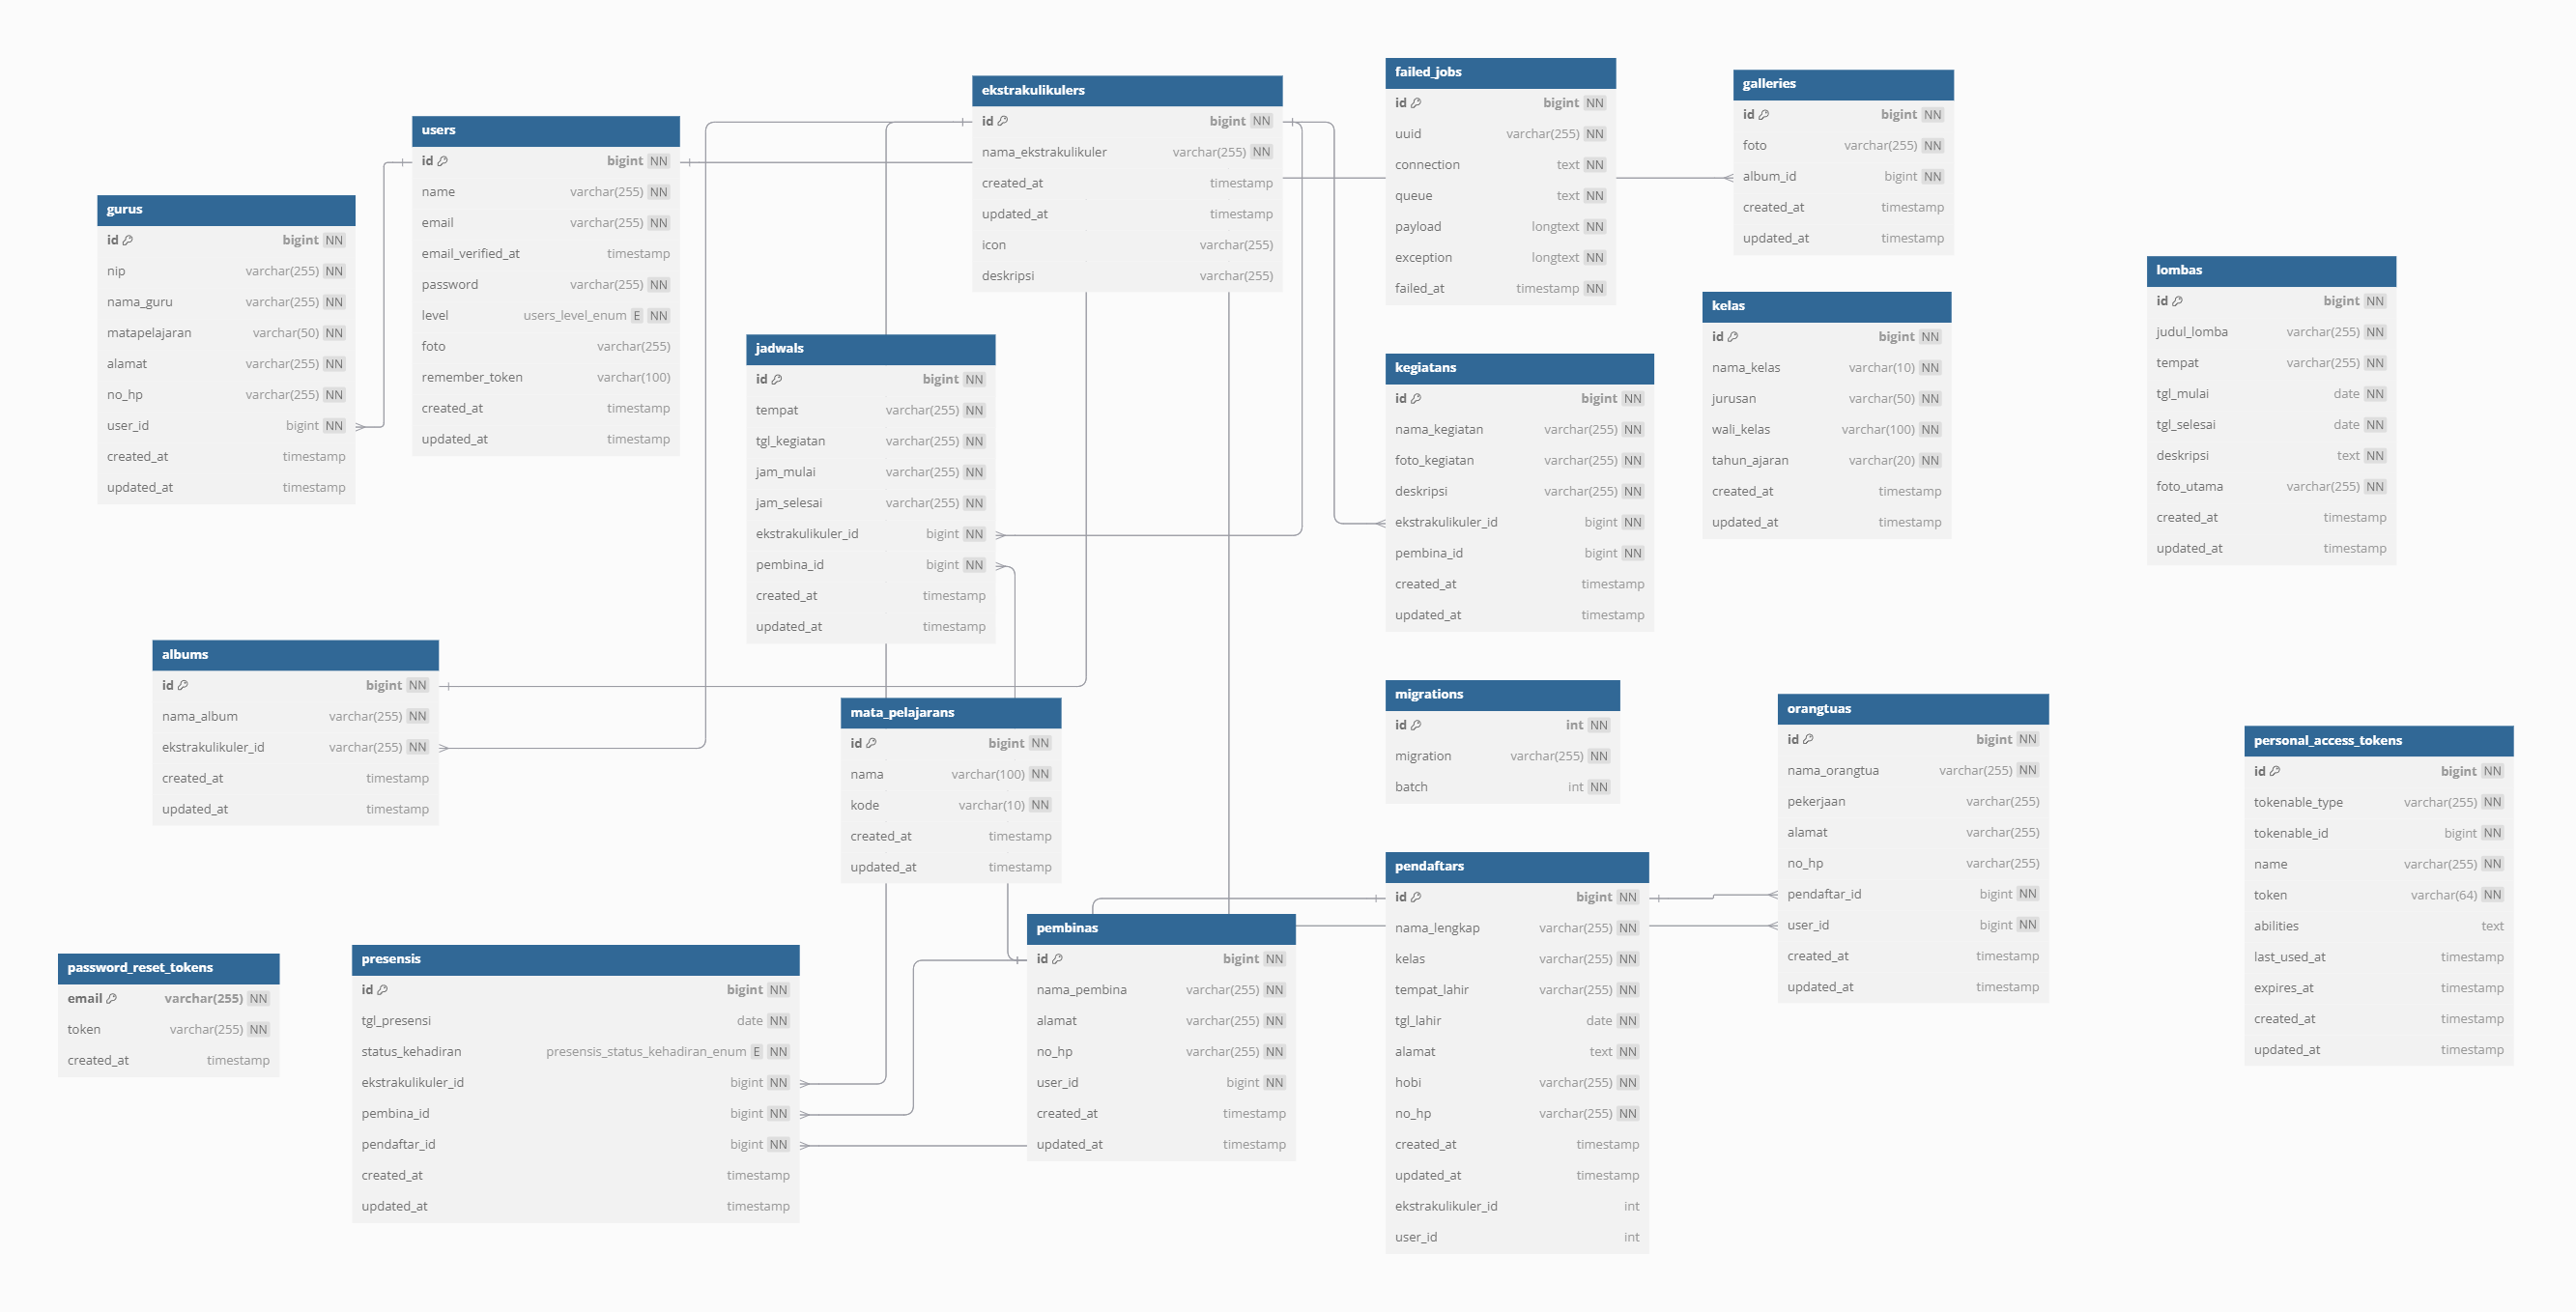 gurus
id bigint NN
nip varchar(255) NN
nama_guru varchar(255) NN
matapelajaran varchar(50) NN
alamat varchar(255) NN
no_hp varchar(255) NN
user_id bigint NN
created_at timestamp
updated_at timestamp
users
id bigint NN
name varchar(255) NN
email varchar(255) NN
email_verified_at timestamp
password varchar(255) NN
level users_level_enum E NN
foto varchar(255)
remember_token varchar(100)
created_at timestamp
updated_at timestamp
ekstrakulikulers
id bigint NN
nama_ekstrakulikuler varchar(255) NN
created_at timestamp
updated_at timestamp
icon varchar(255)
deskripsi varchar(255)
failed_jobs
id bigint NN
uuid varchar(255) NN
connection text NN
queue text NN
payload longtext NN
exception longtext NN
failed_at timestamp NN
galleries
id bigint NN
foto varchar(255) NN
album_id bigint NN
created_at timestamp
updated_at timestamp
jadwals
id bigint NN
tempat varchar(255) NN
tgl_kegiatan varchar(255) NN
jam_mulai varchar(255) NN
jam_selesai varchar(255) NN
ekstrakulikuler_id bigint NN
pembina_id bigint NN
created_at timestamp
updated_at timestamp
kegiatans
id bigint NN
nama_kegiatan varchar(255) NN
foto_kegiatan varchar(255) NN
deskripsi varchar(255) NN
ekstrakulikuler_id bigint NN
pembina_id bigint NN
created_at timestamp
updated_at timestamp
kelas
id bigint NN
nama_kelas varchar(10) NN
jurusan varchar(50) NN
wali_kelas varchar(100) NN
tahun_ajaran varchar(20) NN
created_at timestamp
updated_at timestamp
lombas
id bigint NN
judul_lomba varchar(255) NN
tempat varchar(255) NN
tgl_mulai date NN
tgl_selesai date NN
deskripsi text NN
foto_utama varchar(255) NN
created_at timestamp
updated_at timestamp
albums
id bigint NN
nama_album varchar(255) NN
ekstrakulikuler_id varchar(255) NN
created_at timestamp
updated_at timestamp
mata_pelajarans
id bigint NN
nama varchar(100) NN
kode varchar(10) NN
created_at timestamp
updated_at timestamp
migrations
id int NN
migration varchar(255) NN
batch int NN
orangtuas
id bigint NN
nama_orangtua varchar(255) NN
pekerjaan varchar(255)
alamat varchar(255)
no_hp varchar(255)
pendaftar_id bigint NN
user_id bigint NN
created_at timestamp
updated_at timestamp
personal_access_tokens
id bigint NN
tokenable_type varchar(255) NN
tokenable_id bigint NN
name varchar(255) NN
token varchar(64) NN
abilities text
last_used_at timestamp
expires_at timestamp
created_at timestamp
updated_at timestamp
password_reset_tokens
email varchar(255) NN
token varchar(255) NN
created_at timestamp
presensis
id bigint NN
tgl_presensi date NN
status_kehadiran presensis_status_kehadiran_enum E NN
ekstrakulikuler_id bigint NN
pembina_id bigint NN
pendaftar_id bigint NN
created_at timestamp
updated_at timestamp
pembinas
id bigint NN
nama_pembina varchar(255) NN
alamat varchar(255) NN
no_hp varchar(255) NN
user_id bigint NN
created_at timestamp
updated_at timestamp
pendaftars
id bigint NN
nama_lengkap varchar(255) NN
kelas varchar(255) NN
tempat_lahir varchar(255) NN
tgl_lahir date NN
alamat text NN
hobi varchar(255) NN
no_hp varchar(255) NN
created_at timestamp
updated_at timestamp
ekstrakulikuler_id int
user_id int